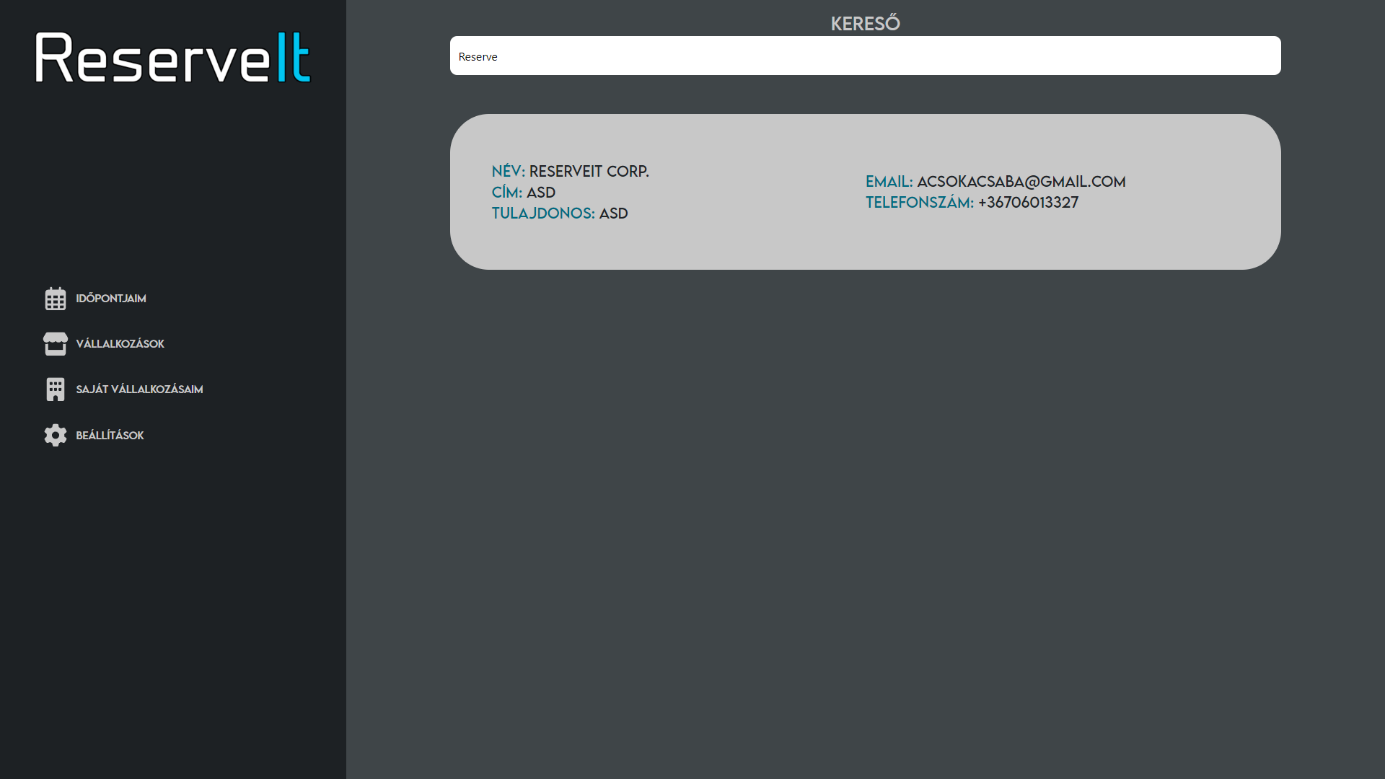 ReserveIt
IDŐPONTJAIM
VÁLLALKOZÁSOK
SAJÁT VÁLLALKOZÁSAIM
BEÁLLÍTÁSOK
KERESŐ
Reserve
NÉV: RESERVEIT CORP.
CÍM: ASD
TULAJDONOS: ASD
EMAIL: ACSOKACSABA@GMAIL.COM
TELEFONSZÁM: +36706013327